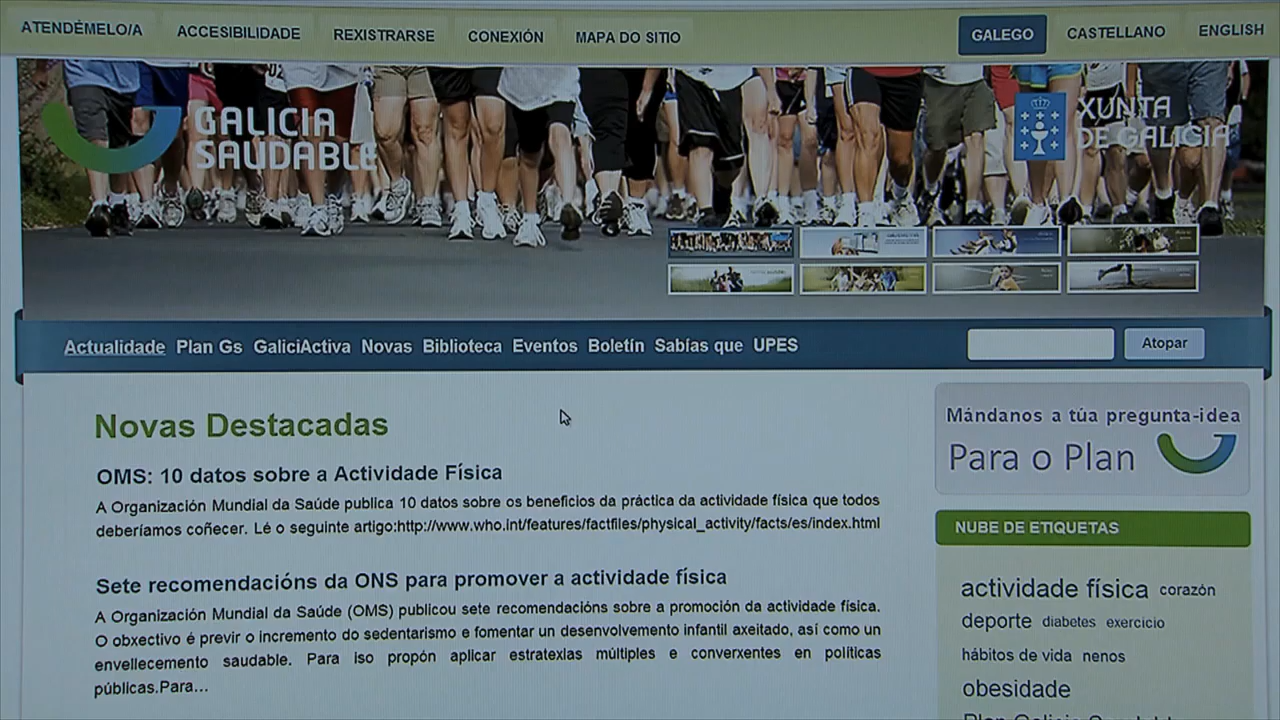 ATENDÉMELO/A
ACCESIBILIDADE
REXISTRARSE
CONEXIÓN
MAPA DO SITIO
GALEGO
CASTELLANO
ENGLISH
GALICIA
SAUDABLE
XUNTA
DE GALICIA
Actualidade Plan Gs GaliciActiva Novas Biblioteca Eventos Boletín Sabías que UPES
Atopar
Novas Destacadas
OMS: 10 datos sobre a Actividade Física
A Organización Mundial da Saúde publica 10 datos sobre os beneficios da práctica da actividade física que todos
deberíamos coñecer. Lé o seguinte artigo:http://www.who.int/features/factfiles/physical_activity/facts/es/index.html
Sete recomendacións da ONS para promover a actividade física
A Organización Mundial da Saúde (OMS) publicou sete recomendacións sobre a promoción da actividade física.
O obxectivo é previr o incremento do sedentarismo e fomentar un desenvolvemento infantil axeitado, así como un
envellecemento saudable. Para iso propón aplicar estratexias múltiples e converxentes en políticas
públicas.Para...
Mándanos a túa pregunta-idea
Para o Plan
NUBE DE ETIQUETAS
actividade física corazón
deporte diabetes exercicio
hábitos de vida nenos
obesidade